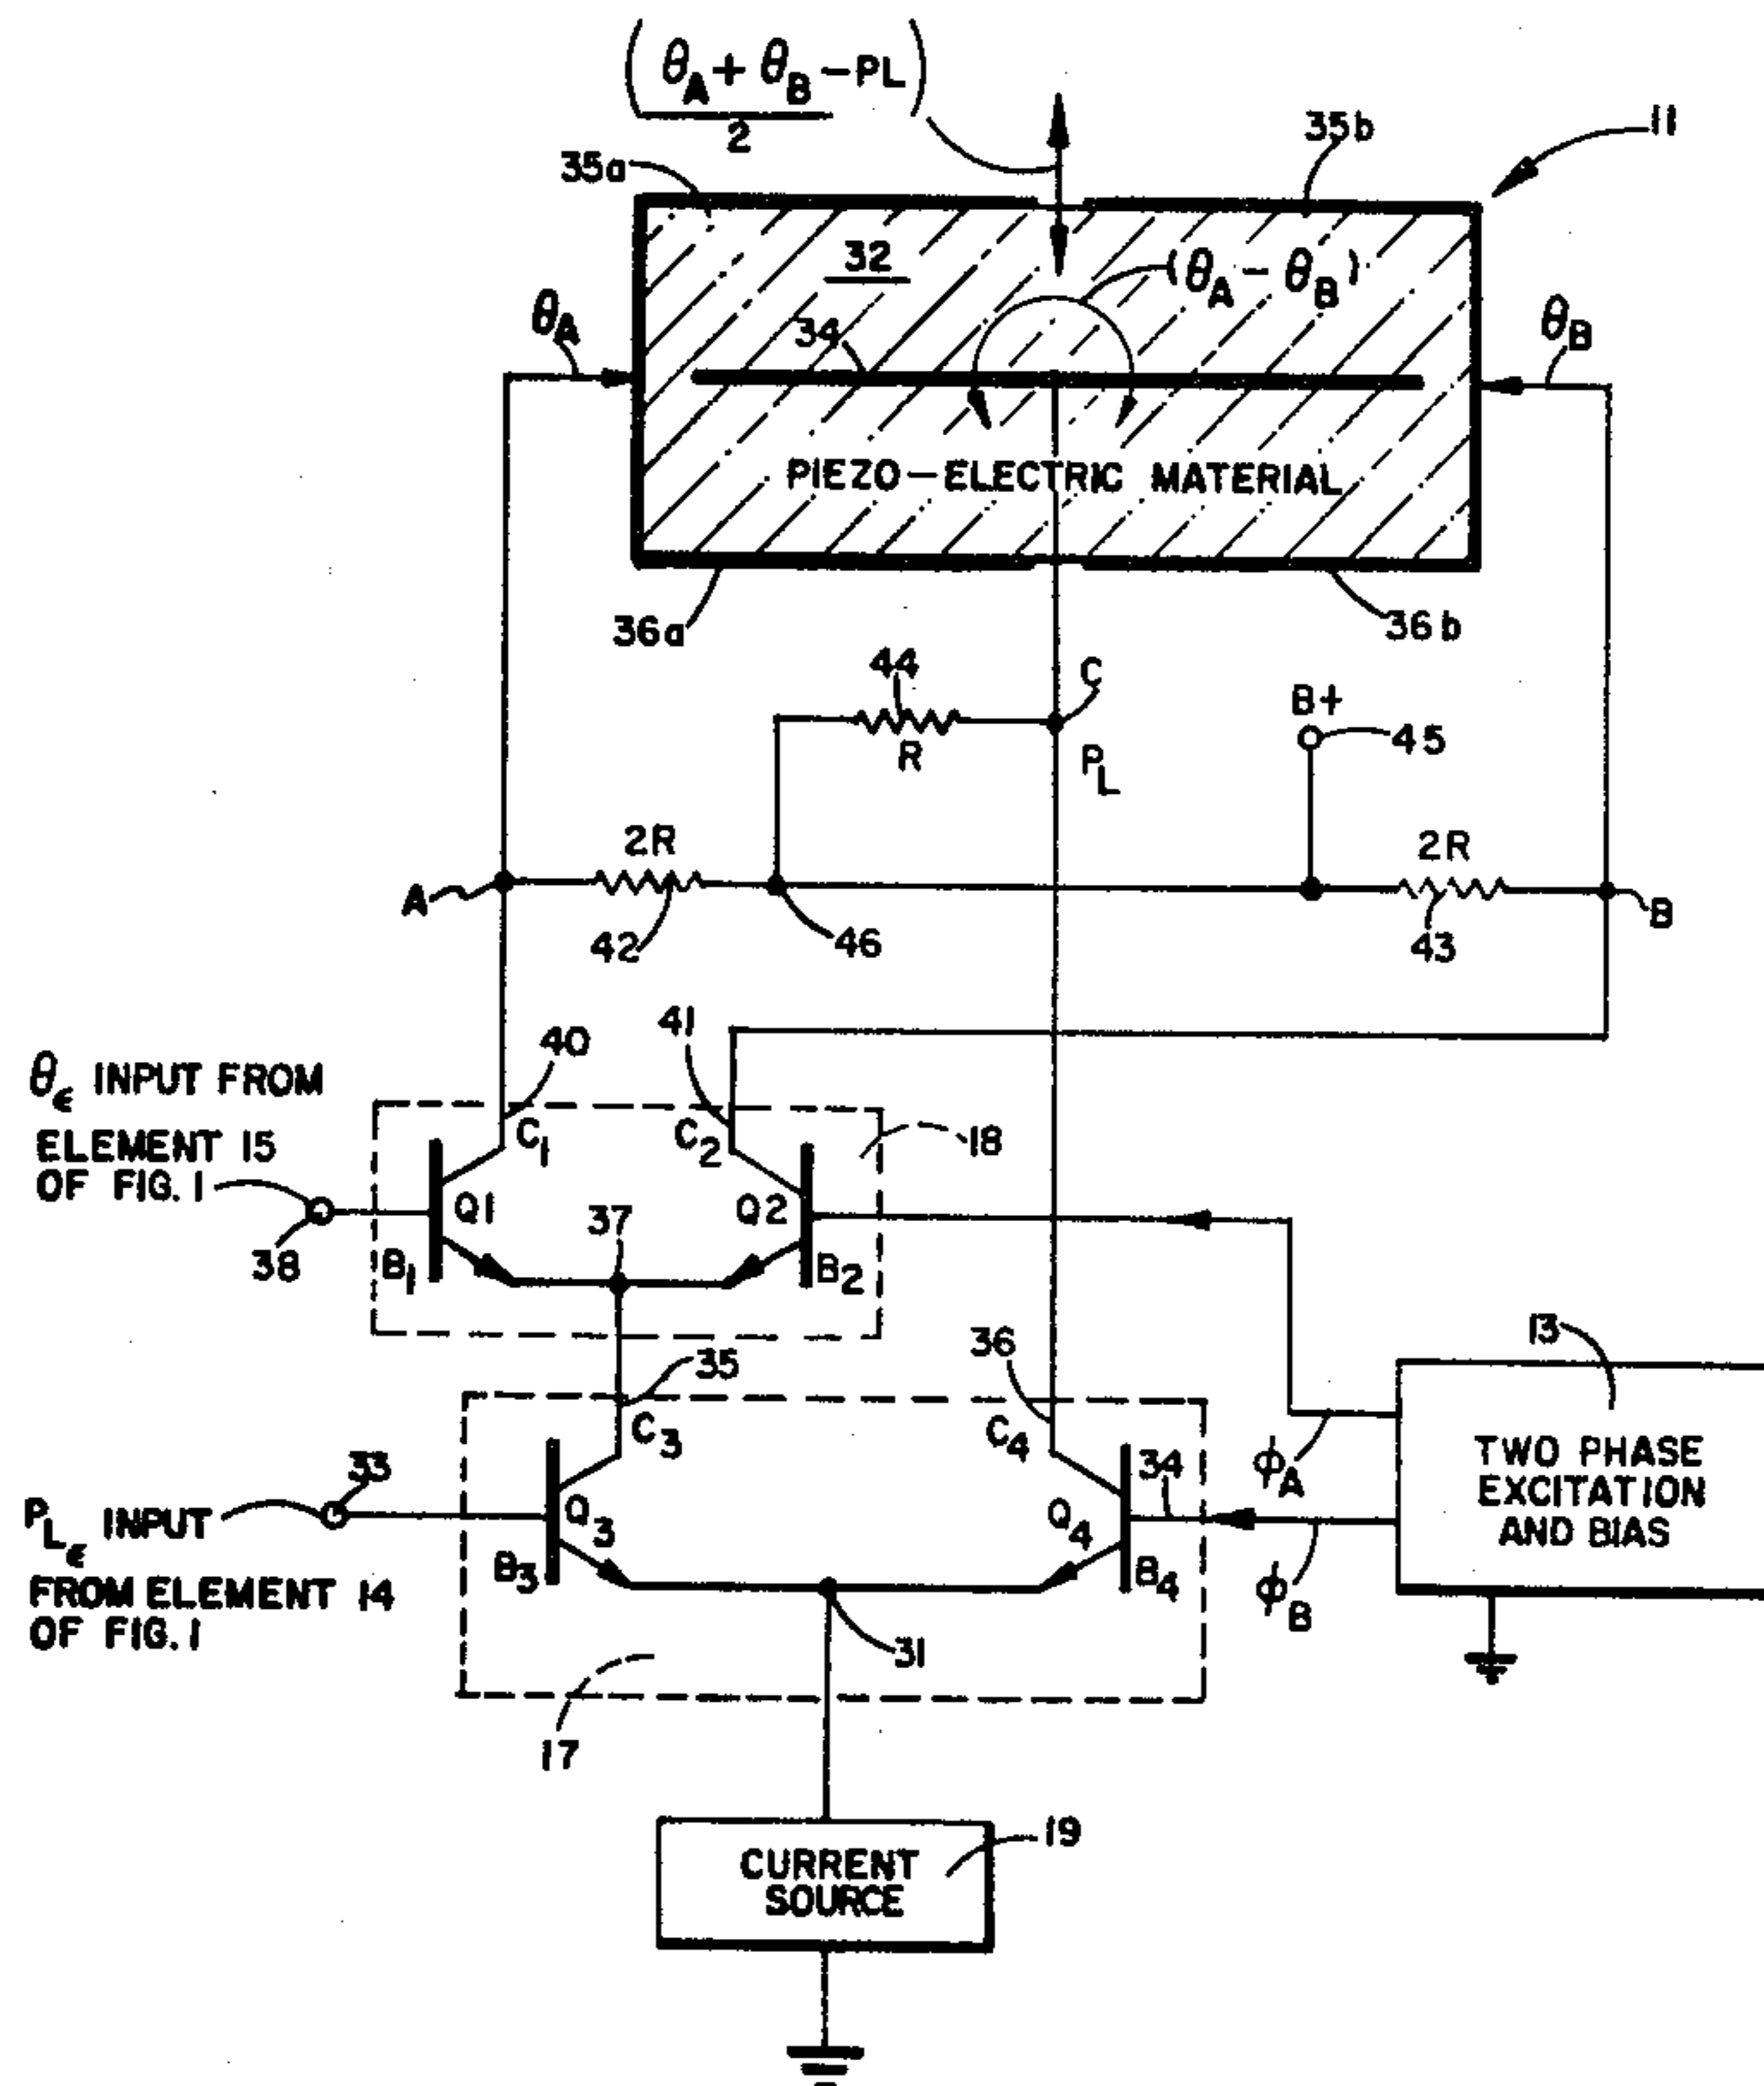 (θA + θB – PL)
2
35a
35b
11
32
(θA – θB)
θA
θB
34
PIEZO–ELECTRIC MATERIAL
36a
36b
44
C
B+
R
PL
45
2R
2R
A
42
46
43
B
40
41
θϵ INPUT FROM
ELEMENT 15
OF FIG. 1
C1
C2
18
Q1
Q2
37
38
B1
B2
35
36
13
C3
C4
33
34
ϕA
TWO PHASE
EXCITATION
AND BIAS
PLϵ INPUT
FROM ELEMENT 14
OF FIG. 1
Q3
Q4
B3
B4
ϕB
31
17
19
CURRENT
SOURCE